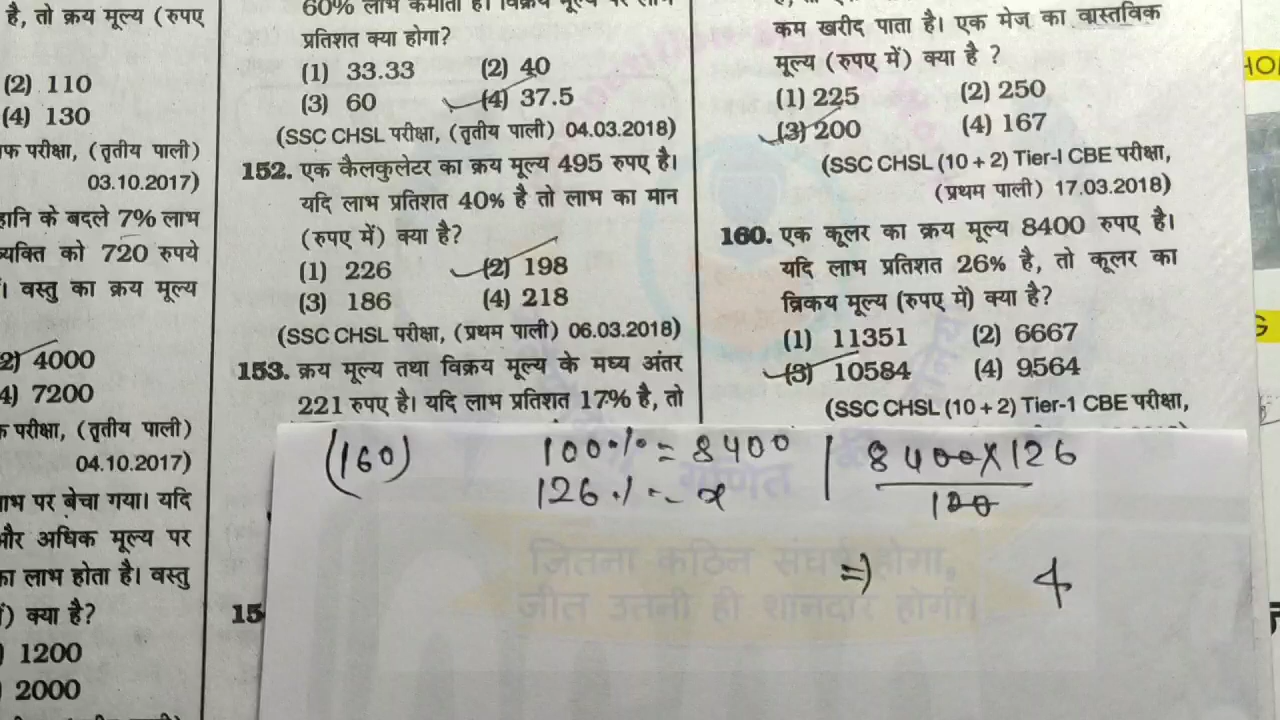 है, तो क्रय मूल्य (रुपए
(2) 110
(4) 130
परीक्षा, (तृतीय पाली)
03.10.2017)
हानि के बदले 7% लाभ
व्यक्ति को 720 रुपये
। वस्तु का क्रय मूल्य
2) 4000
4) 7200
परीक्षा, (तृतीय पाली)
04.10.2017)
लाभ पर बेचा गया। यदि
और अधिक मूल्य पर
का लाभ होता है। वस्तु
) क्या है?
1200
2000
60% लाभ कमाता है। विक्रय मूल्य पर लाभ
प्रतिशत क्या होगा?
(1) 33.33 (2) 40
(3) 60 (4) 37.5
(SSC CHSL परीक्षा, (तृतीय पाली) 04.03.2018)
152. एक कैलकुलेटर का क्रय मूल्य 495 रुपए है।
यदि लाभ प्रतिशत 40% है तो लाभ का मान
(रुपए में) क्या है?
(1) 226 (2) 198
(3) 186 (4) 218
(SSC CHSL परीक्षा, (प्रथम पाली) 06.03.2018)
153. क्रय मूल्य तथा विक्रय मूल्य के मध्य अंतर
221 रुपए है। यदि लाभ प्रतिशत 17% है, तो
15
कम खरीद पाता है। एक मेज का वास्तविक
मूल्य (रुपए में) क्या है ?
(1) 225 (2) 250
(3) 200 (4) 167
(SSC CHSL (10 + 2) Tier-I CBE परीक्षा,
(प्रथम पाली) 17.03.2018)
160. एक कूलर का क्रय मूल्य 8400 रुपए है।
यदि लाभ प्रतिशत 26% है, तो कूलर का
विक्रय मूल्य (रुपए में) क्या है?
(1) 11351 (2) 6667
(3) 10584 (4) 9564
(SSC CHSL (10 + 2) Tier-1 CBE परीक्षा,
(160) 100% = 8400 | 8400×126
126% = x 100
⇒ 4
गणित
जितना कठिन संघर्ष होगा,
जीत उतनी ही शानदार होगी।